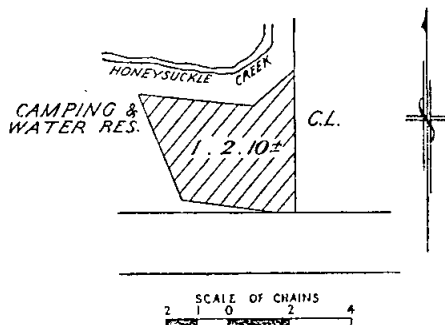 HONEYSUCKLE CREEK
CAMPING &
WATER RES.
C.L.
1. 2. 10±
SCALE OF CHAINS
2 1 0 2 4